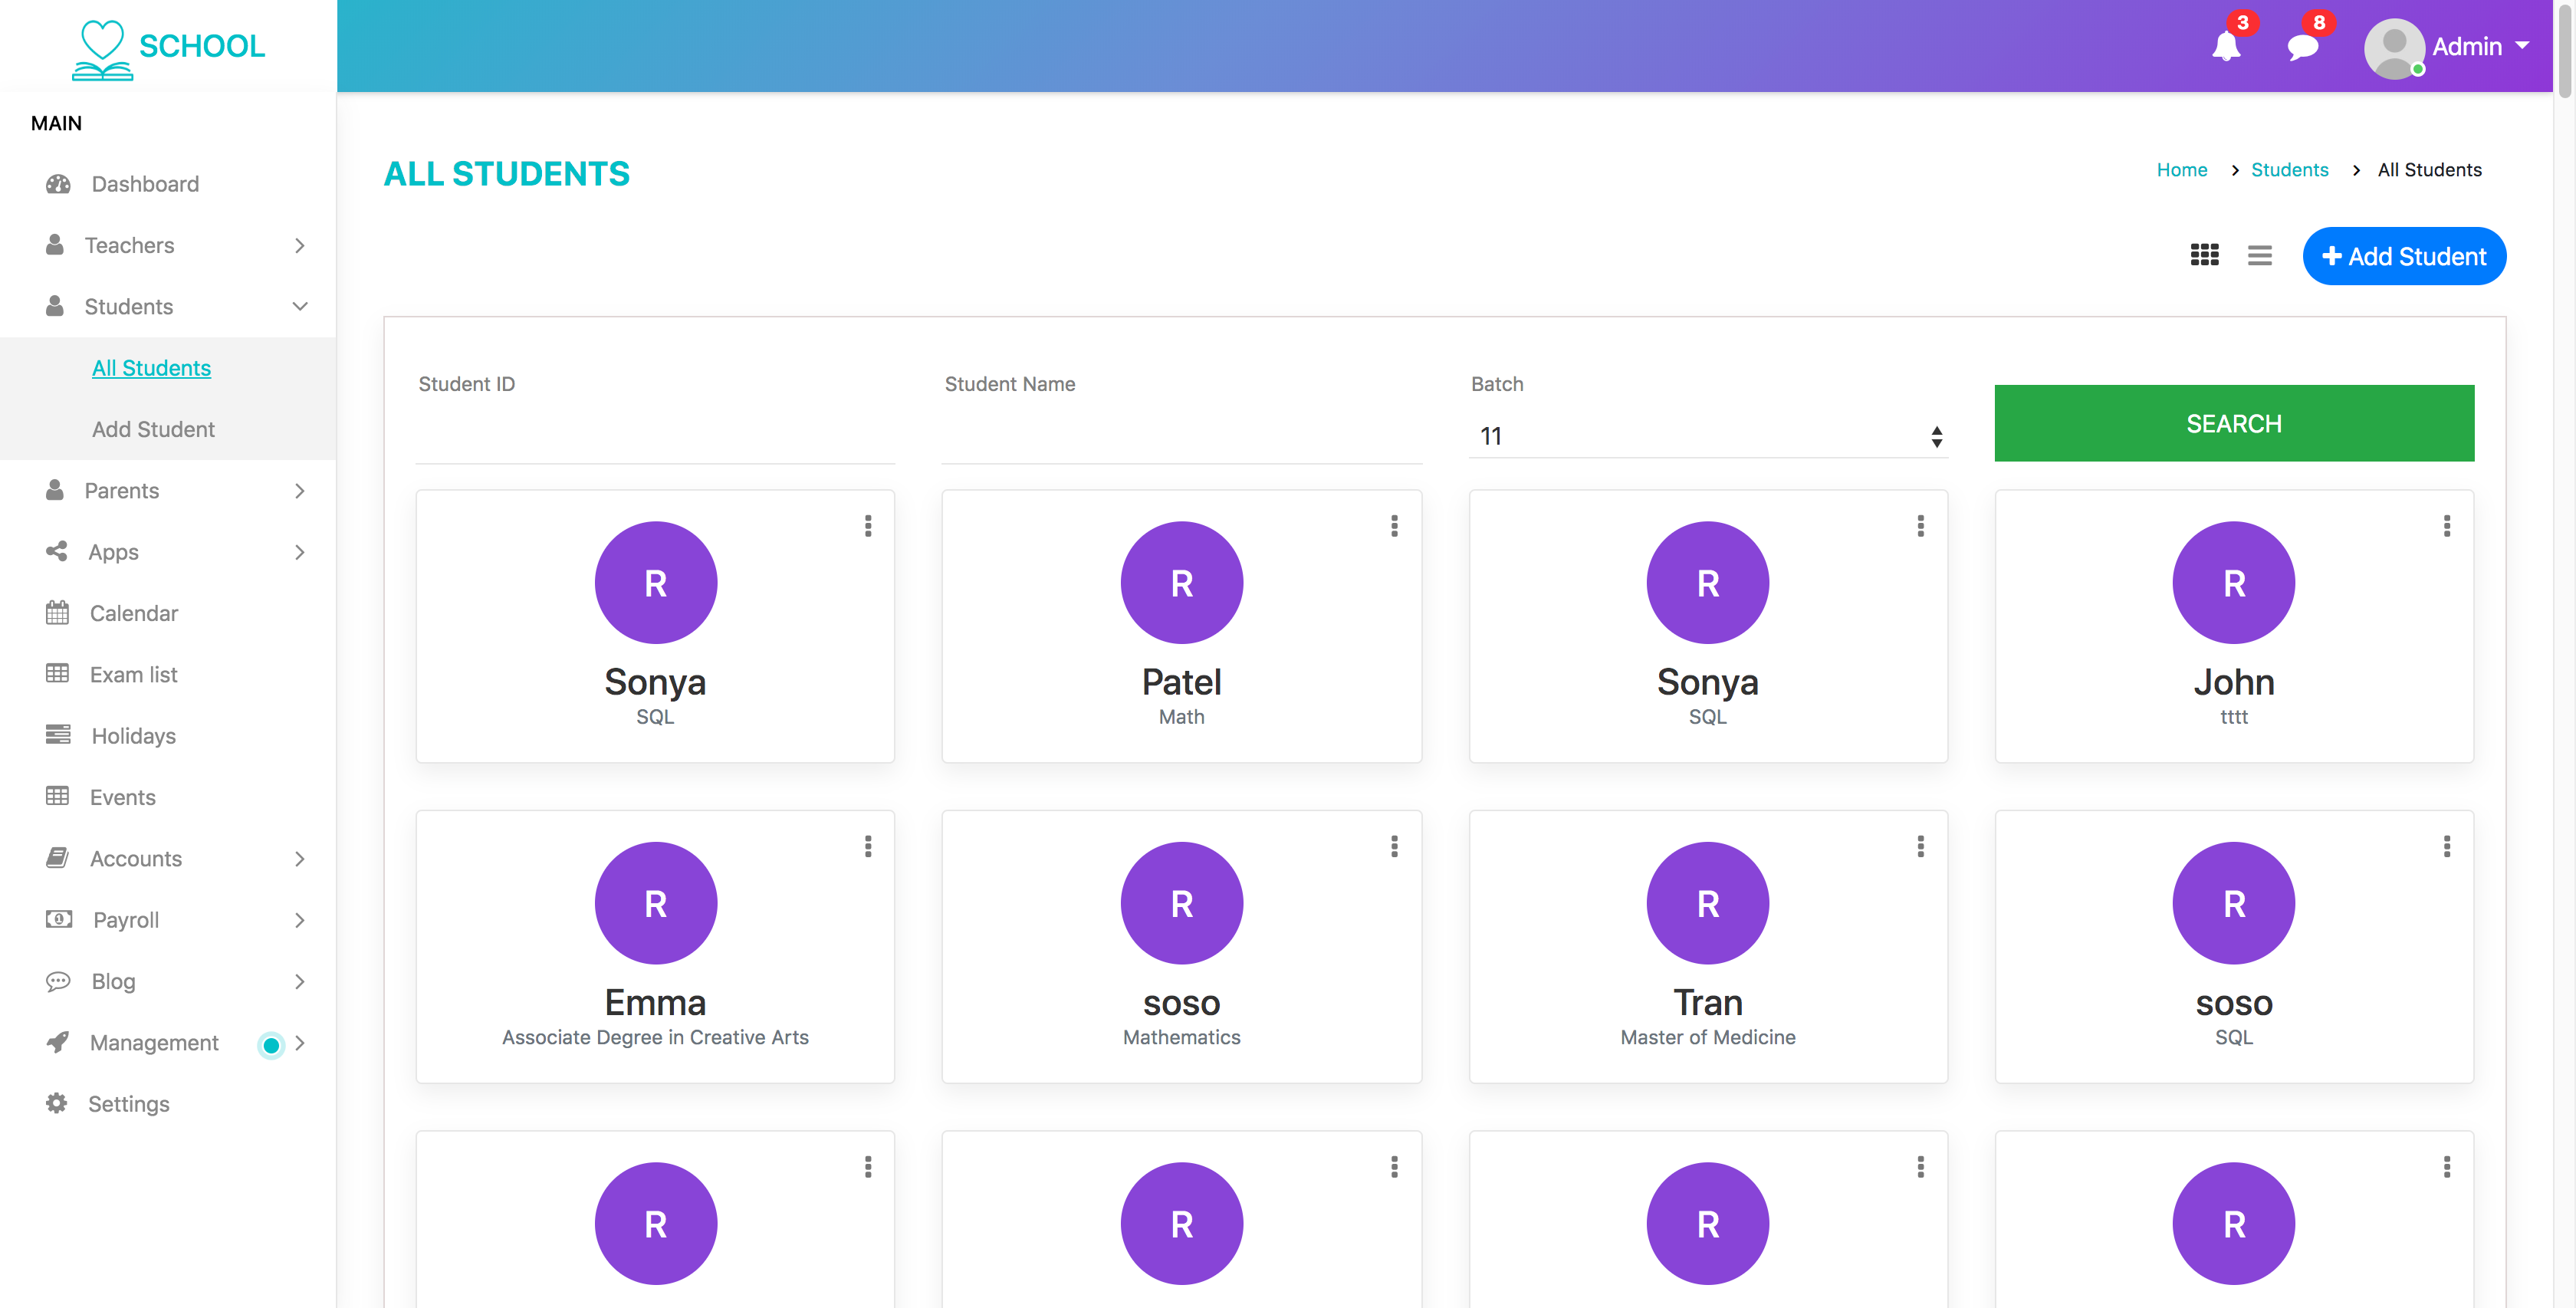 SCHOOL
3
8
Admin
MAIN
Dashboard
Teachers
Students
All Students
Add Student
Parents
Apps
Calendar
Exam list
Holidays
Events
Accounts
Payroll
Blog
Management
Settings
ALL STUDENTS
Home > Students > All Students
+ Add Student
Student ID
Student Name
Batch
11
SEARCH
R
Sonya
SQL
R
Patel
Math
R
Sonya
SQL
R
John
tttt
R
Emma
Associate Degree in Creative Arts
R
soso
Mathematics
R
Tran
Master of Medicine
R
soso
SQL
R
R
R
R